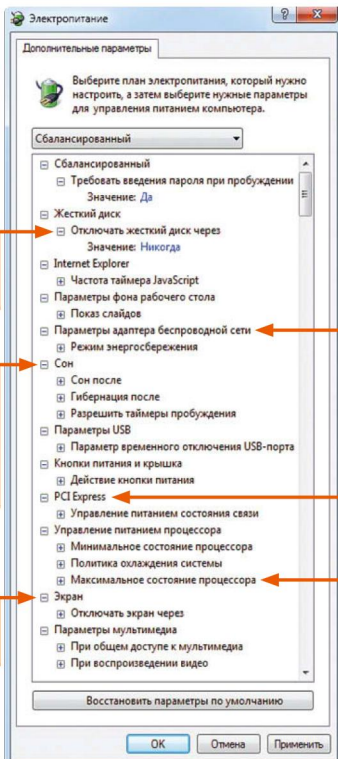 Электропитание
Дополнительные параметры
Выберите план электропитания, который нужно
настроить, а затем выберите нужные параметры
для управления питанием компьютера.
Сбалансированный
Сбалансированный
Требовать введения пароля при пробуждении
Значение: Да
Жесткий диск
Отключать жесткий диск через
Значение: Никогда
Internet Explorer
Частота таймера JavaScript
Параметры фона рабочего стола
Показ слайдов
Параметры адаптера беспроводной сети
Режим энергосбережения
Сон
Сон после
Гибернация после
Разрешить таймеры пробуждения
Параметры USB
Параметр временного отключения USB-порта
Кнопки питания и крышка
Действие кнопки питания
PCI Express
Управление питанием состояния связи
Управление питанием процессора
Минимальное состояние процессора
Политика охлаждения системы
Максимальное состояние процессора
Экран
Отключать экран через
Параметры мультимедиа
При общем доступе к мультимедиа
При воспроизведении видео
Восстановить параметры по умолчанию
OK Отмена Применить